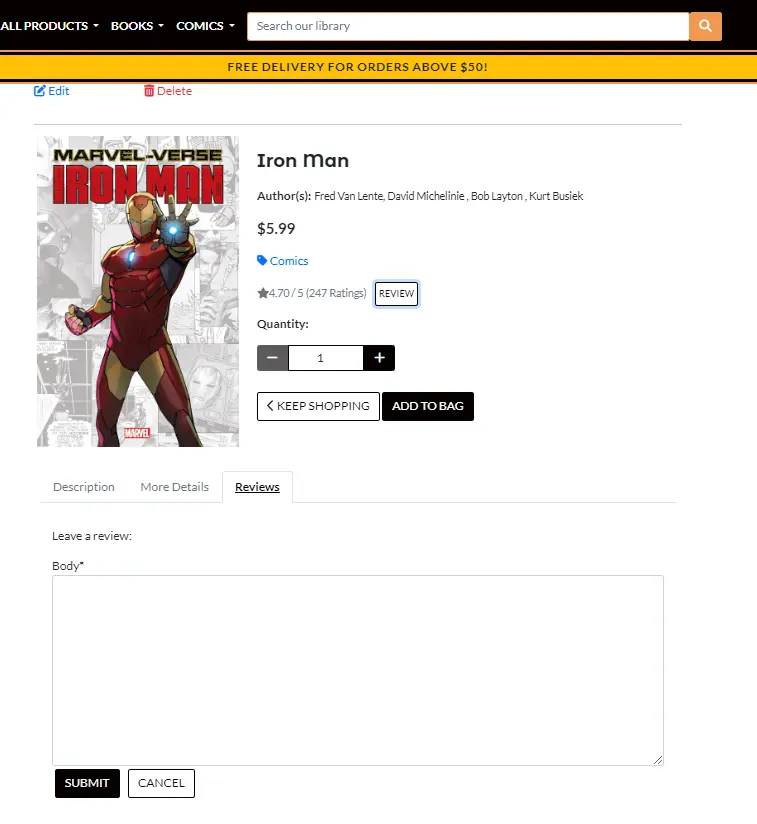 ALL PRODUCTS BOOKS COMICS Search our library
FREE DELIVERY FOR ORDERS ABOVE $50!
Edit Delete
MARVEL-VERSE
IRON MAN
MARVEL
Iron Man
Author(s): Fred Van Lente, David Michelinie , Bob Layton , Kurt Busiek
$5.99
Comics
4.70 / 5 (247 Ratings) REVIEW
Quantity:
1
KEEP SHOPPING ADD TO BAG
Description More Details Reviews
Leave a review:
Body*
SUBMIT CANCEL